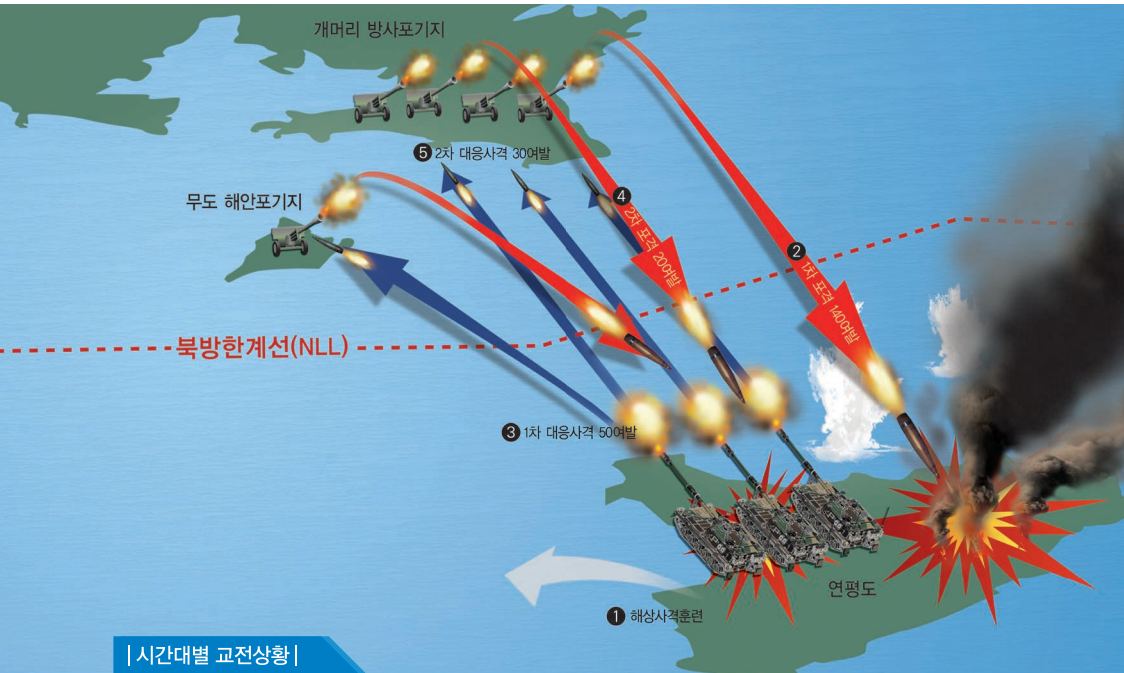 개머리 방사포기지
❺ 2차 대응사격 30여발
무도 해안포기지
❹ 2차 포격 20여발
❷ 1차 포격 140여발
북방한계선(NLL)
❸ 1차 대응사격 50여발
연평도
❶ 해상사격훈련
|시간대별 교전상황|